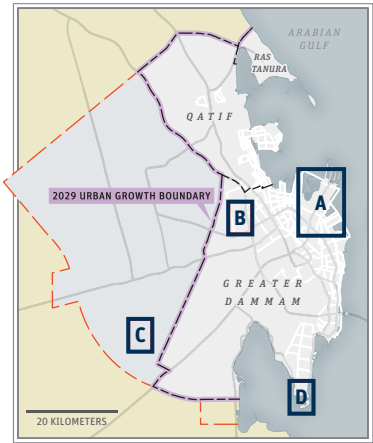 ARABIAN
GULF
RAS
TANURA
QATIF
2029 URBAN GROWTH BOUNDARY
A
B
GREATER
DAMMAM
C
D
20 KILOMETERS